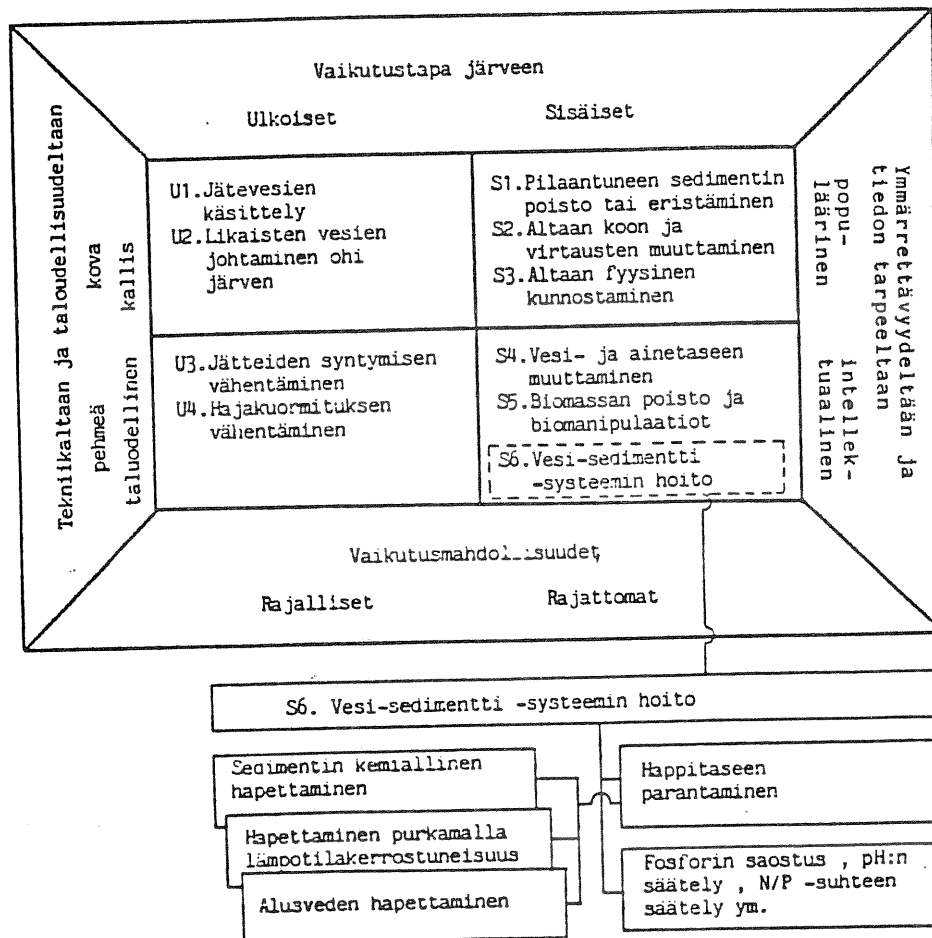 Vaikutustapa järveen
Ulkoiset
Sisäiset
Tekniikaltaan ja taloudellisuudeltaan
kova
kallis
pehmeä
taluodellinen
U1.Jätevesien
käsittely
U2.Likaisten vesien
johtaminen ohi
järven
S1.Pilaantuneen sedimentin
poisto tai eristäminen
S2.Altaan koon ja
virtausten muuttaminen
S3.Altaan fyysinen
kunnostaminen
U3.Jätteiden syntymisen
vähentäminen
U4.Hajakuormituksen
vähentäminen
S4.Vesi- ja ainetaseen
muuttaminen
S5.Biomassan poisto ja
biomanipulaatiot
S6.Vesi-sedimentti
-systeemin hoito
Ymmärrettävyydeltään ja
tiedon tarpeeltaan
popu-
läärinen
intellek-
tuaalinen
Vaikutusmahdollisuudet
Rajalliset
Rajattomat
S6. Vesi-sedimentti -systeemin hoito
Sedimentin kemiallinen
hapettaminen
Hapettaminen purkamalla
lämpotilakerrostuneisuus
Alusveden hapettaminen
Happitaseen
parantaminen
Fosforin saostus , pH:n
säätely , N/P -suhteen
säätely ym.